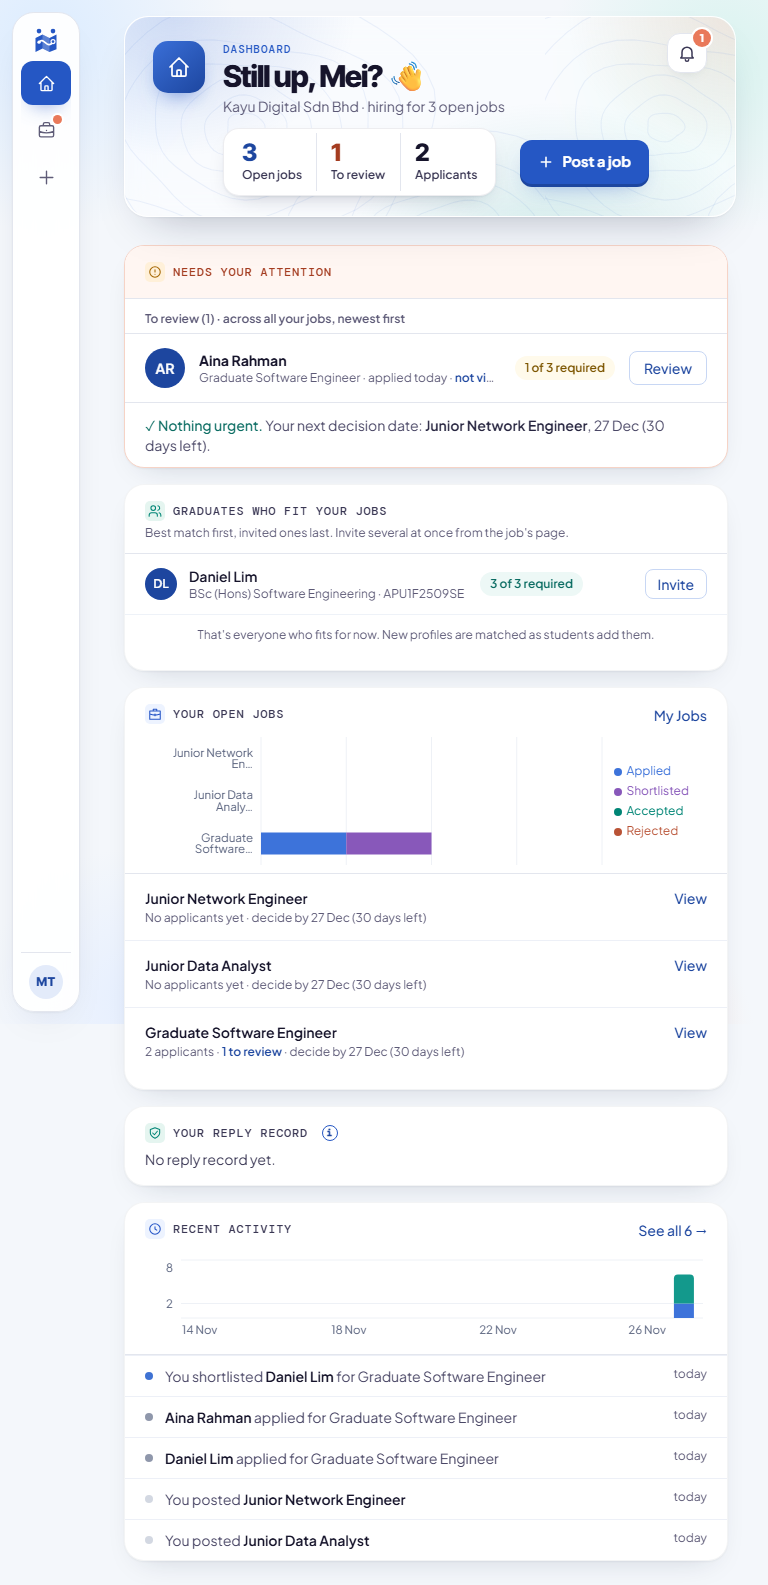 DASHBOARD
Still up, Mei? 👋
1
Kayu Digital Sdn Bhd · hiring for 3 open jobs
3 1 2
Open jobs To review Applicants
+ Post a job
NEEDS YOUR ATTENTION
To review (1) · across all your jobs, newest first
AR
Aina Rahman
Graduate Software Engineer · applied today · not vi...
1 of 3 required
Review
✓ Nothing urgent. Your next decision date: Junior Network Engineer, 27 Dec (30
days left).
GRADUATES WHO FIT YOUR JOBS
Best match first, invited ones last. Invite several at once from the job's page.
DL
Daniel Lim
BSc (Hons) Software Engineering · APU1F2509SE
3 of 3 required
Invite
That's everyone who fits for now. New profiles are matched as students add them.
YOUR OPEN JOBS
My Jobs
Junior Network
En...
Junior Data
Analy...
Graduate
Software...
Applied
Shortlisted
Accepted
Rejected
Junior Network Engineer
View
No applicants yet · decide by 27 Dec (30 days left)
Junior Data Analyst
View
No applicants yet · decide by 27 Dec (30 days left)
Graduate Software Engineer
View
2 applicants · 1 to review · decide by 27 Dec (30 days left)
MT
YOUR REPLY RECORD i
No reply record yet.
RECENT ACTIVITY
See all 6 →
8
2
14 Nov 18 Nov 22 Nov 26 Nov
You shortlisted Daniel Lim for Graduate Software Engineer today
Aina Rahman applied for Graduate Software Engineer today
Daniel Lim applied for Graduate Software Engineer today
You posted Junior Network Engineer today
You posted Junior Data Analyst today